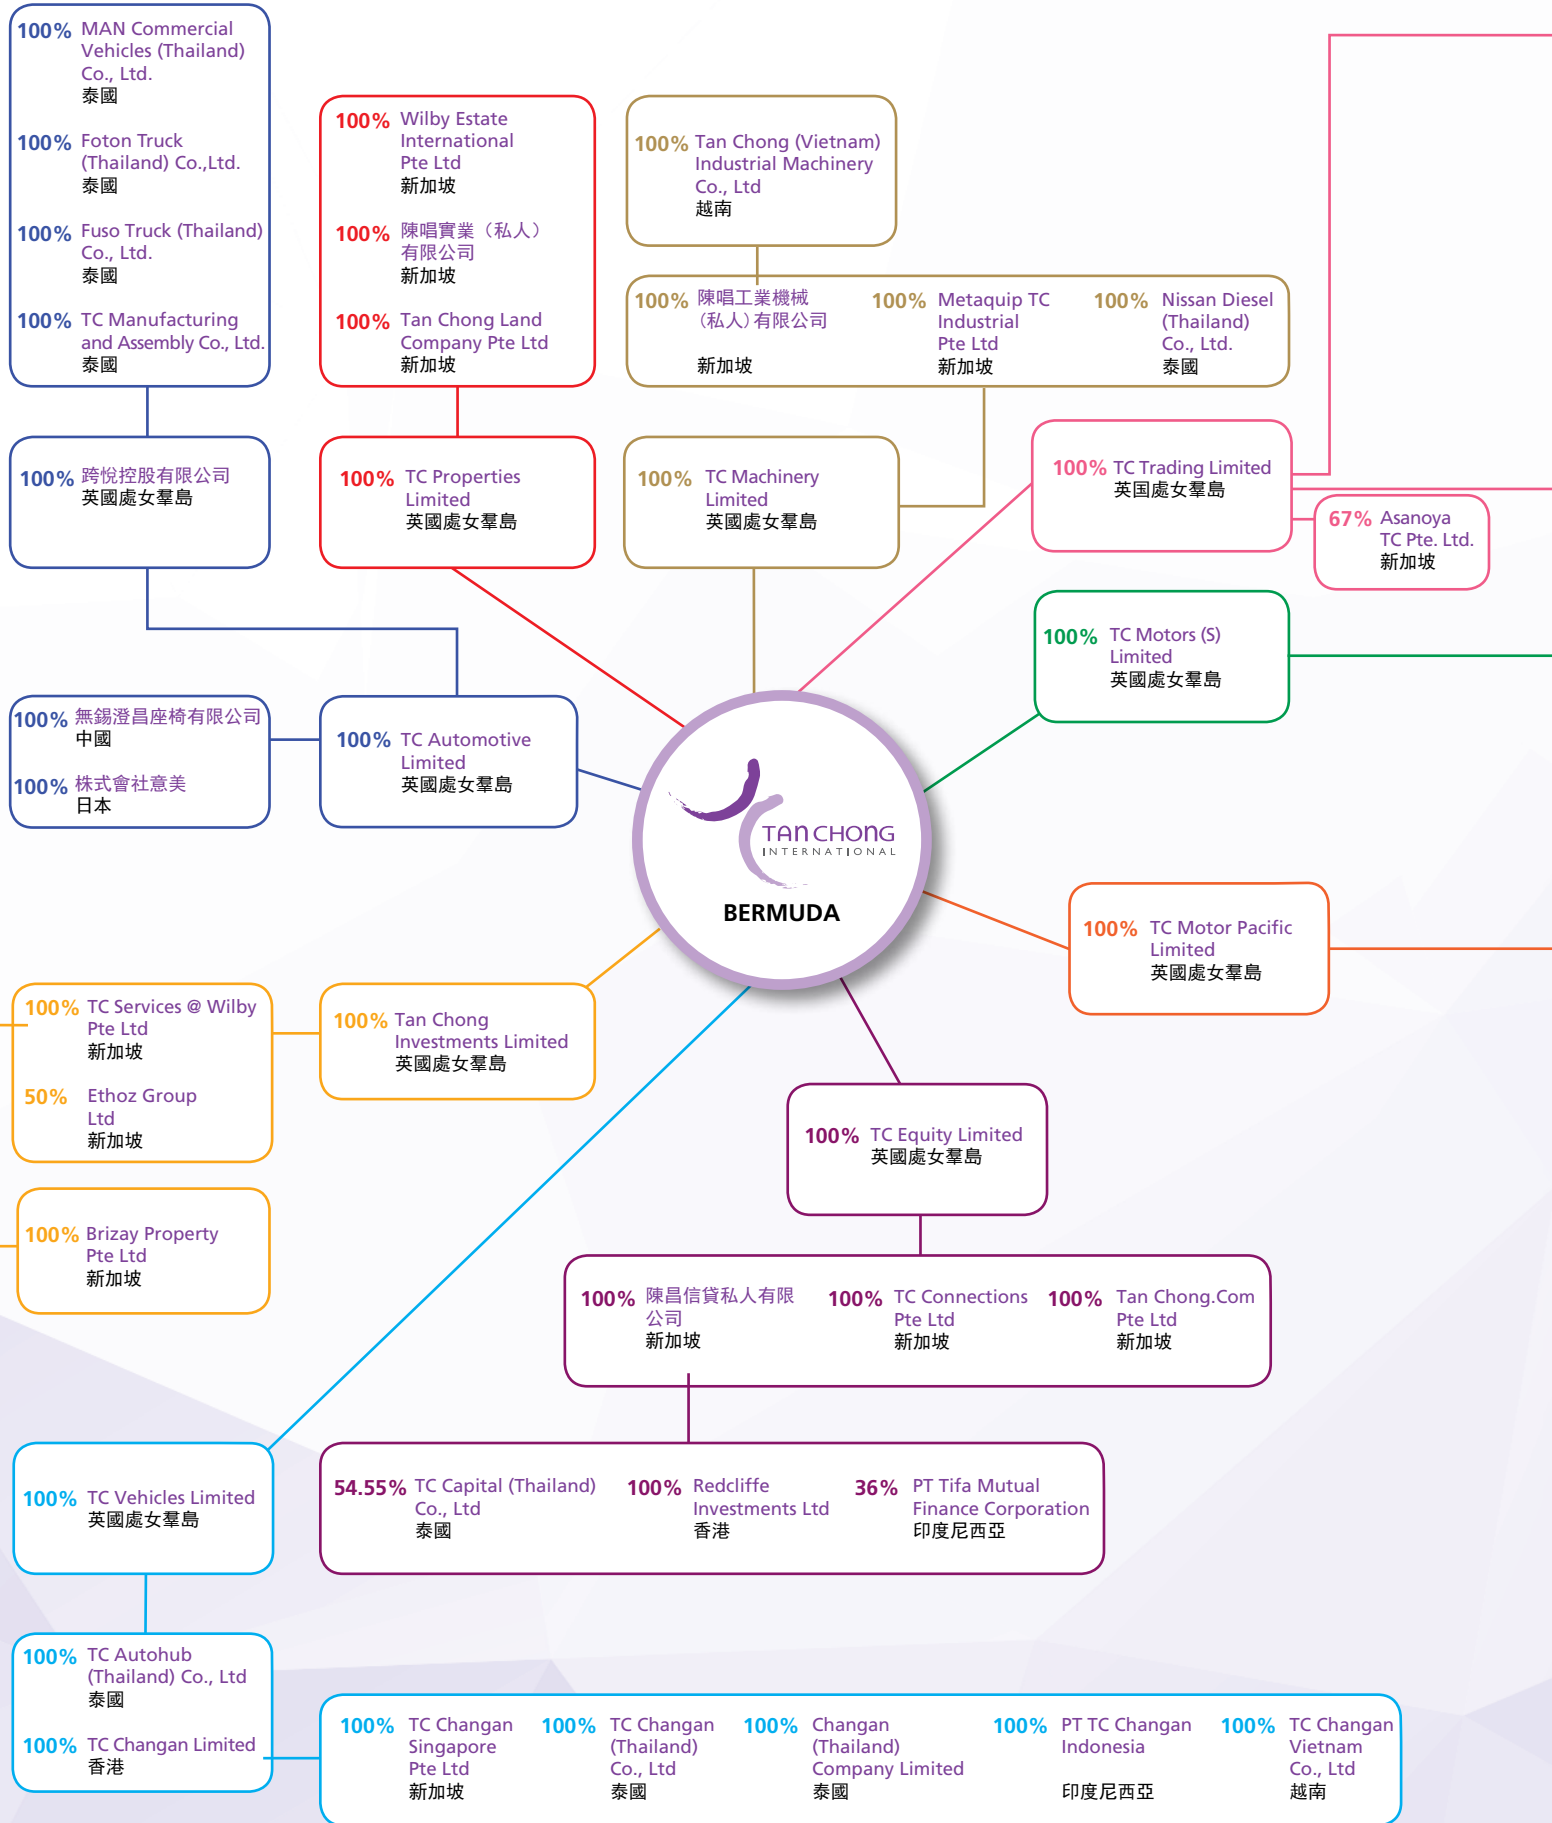 100% MAN Commercial
Vehicles (Thailand)
Co., Ltd.
泰國
100% Foton Truck
(Thailand) Co.,Ltd.
泰國
100% Fuso Truck (Thailand)
Co., Ltd.
泰國
100% TC Manufacturing
and Assembly Co., Ltd.
泰國
100% Wilby Estate
International
Pte Ltd
新加坡
100% 陳唱實業（私人）
有限公司
新加坡
100% Tan Chong Land
Company Pte Ltd
新加坡
100% Tan Chong (Vietnam)
Industrial Machinery
Co., Ltd
越南
100% 陳唱工業機械
（私人）有限公司
新加坡
100% Metaquip TC
Industrial
Pte Ltd
新加坡
100% Nissan Diesel
(Thailand)
Co., Ltd.
泰國
100% 跨悅控股有限公司
英國處女羣島
100% TC Properties
Limited
英國處女羣島
100% TC Machinery
Limited
英國處女羣島
100% TC Trading Limited
英国處女羣島
67% Asanoya
TC Pte. Ltd.
新加坡
100% TC Motors (S)
Limited
英國處女羣島
100% 無錫澄昌座椅有限公司
中國
100% 株式會社意美
日本
100% TC Automotive
Limited
英國處女羣島
TAN CHONG
INTERNATIONAL
BERMUDA
100% TC Motor Pacific
Limited
英國處女羣島
100% TC Services @ Wilby
Pte Ltd
新加坡
50% Ethoz Group
Ltd
新加坡
100% Tan Chong
Investments Limited
英國處女羣島
100% TC Equity Limited
英國處女羣島
100% Brizay Property
Pte Ltd
新加坡
100% 陳昌信貸私人有限
公司
新加坡
100% TC Connections
Pte Ltd
新加坡
100% Tan Chong.Com
Pte Ltd
新加坡
100% TC Vehicles Limited
英國處女羣島
54.55% TC Capital (Thailand)
Co., Ltd
泰國
100% Redcliffe
Investments Ltd
香港
36% PT Tifa Mutual
Finance Corporation
印度尼西亞
100% TC Autohub
(Thailand) Co., Ltd
泰國
100% TC Changan Limited
香港
100% TC Changan
Singapore
Pte Ltd
新加坡
100% TC Changan
(Thailand)
Co., Ltd
泰國
100% Changan
(Thailand)
Company Limited
泰國
100% PT TC Changan
Indonesia
印度尼西亞
100% TC Changan
Vietnam
Co., Ltd
越南